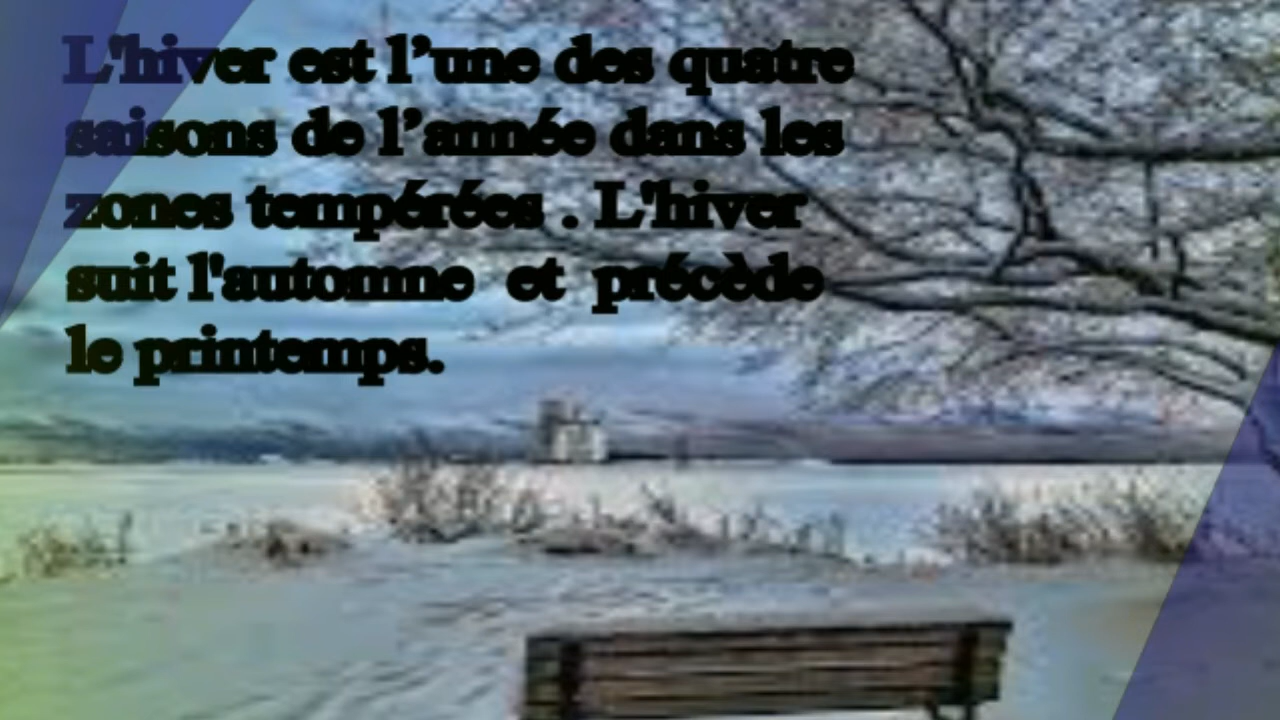 L'hiver est l’une des quatre
saisons de l’année dans les
zones tempérées . L'hiver
suit l'automne  et  précède
le printemps.